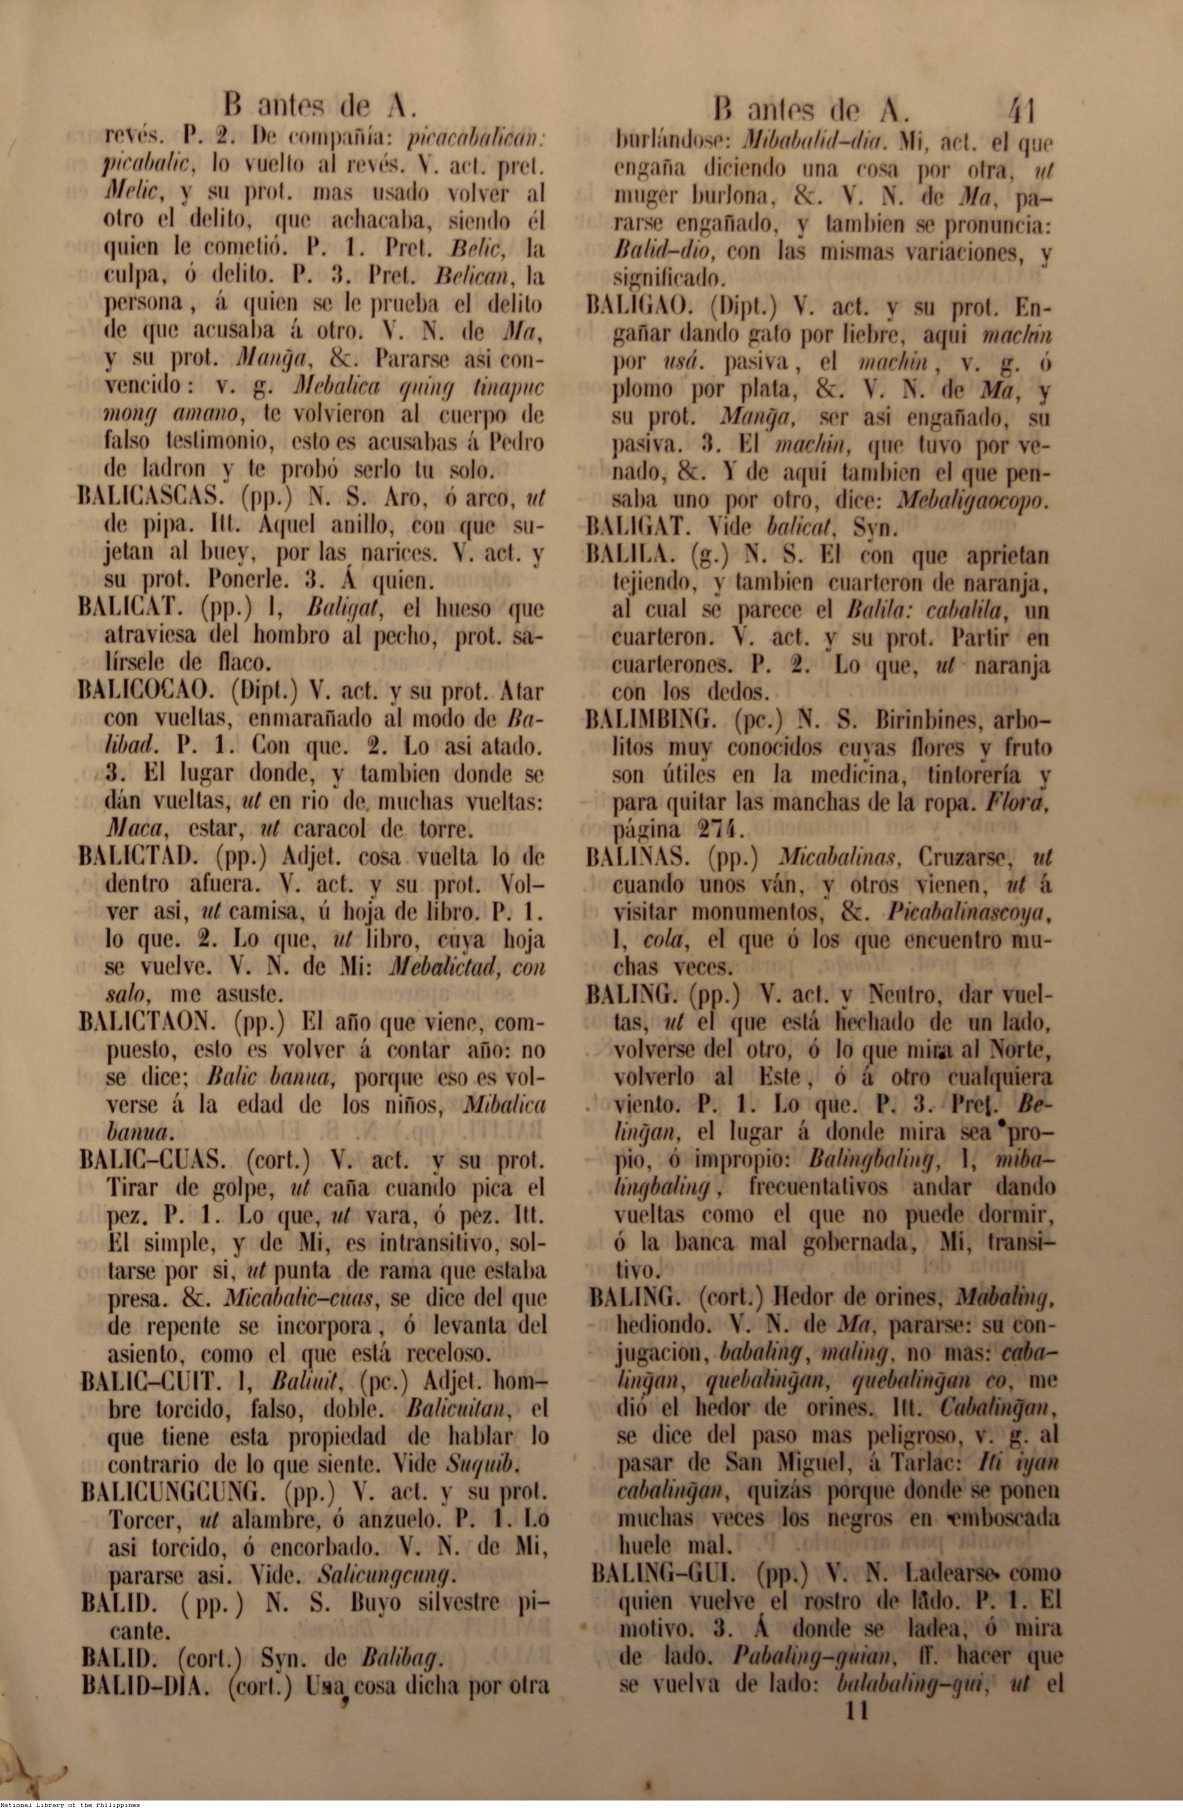 B antes de A.
revés. P. 2. De compañía: picacabalican:
picabalic, lo vuelto al revés. V. act. pret.
Melic, y su prot. mas usado volver al
otro el delito, que achacaba, siendo él
quien le cometió. P. 1. Pret. Belic, la
culpa, ó delito. P. 3. Pret. Belican, la
persona, á quien se le prueba el delito
de que acusaba á otro. V. N. de Ma,
y su prot. Mang̃a, &. Pararse asi con-
vencido: v. g. Mebalica quing tinapuc
mong amano, te volvieron al cuerpo de
falso testimonio, esto es acusabas á Pedro
de ladron y te probó serlo tu solo.
BALICASCAS. (pp.) N. S. Aro, ó arco, ut
de pipa. Itt. Aquel anillo, con que su-
jetan al buey, por las narices. V. act. y
su prot. Ponerle. 3. Á quien.
BALICAT. (pp.) l, Baligat, el hueso que
atraviesa del hombro al pecho, prot. sa-
lírsele de flaco.
BALICOCAO. (Dipt.) V. act. y su prot. Atar
con vueltas, enmarañado al modo de Ba-
libad. P. 1. Con que. 2. Lo asi atado.
3. El lugar donde, y tambien donde se
dán vueltas, ut en rio de muchas vueltas:
Maca, estar, ut caracol de torre.
BALICTAD. (pp.) Adjet. cosa vuelta lo de
dentro afuera. V. act. y su prot. Vol-
ver asi, ut camisa, ú hoja de libro. P. 1.
lo que. 2. Lo que, ut libro, cuya hoja
se vuelve. V. N. de Mi: Mebalictad, con
salo, me asuste.
BALICTAON. (pp.) El año que viene, com-
puesto, esto es volver á contar año: no
se dice; Balic banua, porque eso es vol-
verse á la edad de los niños, Mibalica
banua.
BALIC-CUAS. (cort.) V. act. y su prot.
Tirar de golpe, ut caña cuando pica el
pez. P. 1. Lo que, ut vara, ó pez. Itt.
El simple, y de Mi, es intransitivo, sol-
tarse por si, ut punta de rama que estaba
presa. &. Micabalic-cuas, se dice del que
de repente se incorpora, ó levanta del
asiento, como el que está receloso.
BALIC-CUIT. l, Baliuit, (pc.) Adjet. hom-
bre torcido, falso, doble. Balicuitan, el
que tiene esta propiedad de hablar lo
contrario de lo que siente. Vide Suquib.
BALICUNGCUNG. (pp.) V. act. y su prot.
Torcer, ut alambre, ó anzuelo. P. 1. Lo
asi torcido, ó encorbado. V. N. de Mi,
pararse asi. Vide. Salicungcung.
BALID. (pp.) N. S. Buyo silvestre pi-
cante.
BALID. (cort.) Syn. de Balibag.
BALID-DIA. (cort.) Una cosa dicha por otra
B antes de A. 41
burlándose: Mibabalid-dia. Mi, act. el que
engaña diciendo una cosa por otra, ut
muger burlona, &. V. N. de Ma, pa-
rarse engañado, y tambien se pronuncia:
Balid-dio, con las mismas variaciones, y
significado.
BALIGAO. (Dipt.) V. act. y su prot. En-
gañar dando gato por liebre, aqui machin
por usá. pasiva, el machin, v. g. ó
plomo por plata, &. V. N. de Ma, y
su prot. Mang̃a, ser asi engañado, su
pasiva. 3. El machin, que tuvo por ve-
nado, &. Y de aqui tambien el que pen-
saba uno por otro, dice: Mebaligaocopo.
BALIGAT. Vide balicat, Syn.
BALILA. (g.) N. S. El con que aprietan
tejiendo, y tambien cuarteron de naranja,
al cual se parece el Balila: cabalila, un
cuarteron. V. act. y su prot. Partir en
cuarterones. P. 2. Lo que, ut naranja
con los dedos.
BALIMBING. (pc.) N. S. Birinbines, arbo-
litos muy conocidos cuyas flores y fruto
son útiles en la medicina, tintorería y
para quitar las manchas de la ropa. Flora,
página 274.
BALINAS. (pp.) Micabalinas, Cruzarse, ut
cuando unos ván, y otros vienen, ut á
visitar monumentos, &. Picabalinascoya,
l, cola, el que ó los que encuentro mu-
chas veces.
BALING. (pp.) V. act. y Neutro, dar vuel-
tas, ut el que está hechado de un lado,
volverse del otro, ó lo que mira al Norte,
volverlo al Este, ó á otro cualquiera
viento. P. 1. Lo que. P. 3. Pret. Be-
ling̃an, el lugar á donde mira sea pro-
pio, ó impropio: Balingbaling, l, miba-
lingbaling, frecuentativos andar dando
vueltas como el que no puede dormir,
ó la banca mal gobernada, Mi, transi-
tivo.
BALING. (cort.) Hedor de orines, Mabaling,
hediondo. V. N. de Ma, pararse: su con-
jugacion, babaling, maling, no mas: caba-
ling̃an, quebaling̃an, quebaling̃an co, me
dió el hedor de orines. Itt. Cabaling̃an,
se dice del paso mas peligroso, v. g. al
pasar de San Miguel, á Tarlac: Iti iyan
cabaling̃an, quizás porque donde se ponen
muchas veces los negros en emboscada
huele mal.
BALING-GUI. (pp.) V. N. Ladearse como
quien vuelve el rostro de lado. P. 1. El
motivo. 3. Á donde se ladea, ó mira
de lado. Pabaling-guian, ff. hacer que
se vuelva de lado: balabaling-gui, ut el
11
National Library of the Philippines